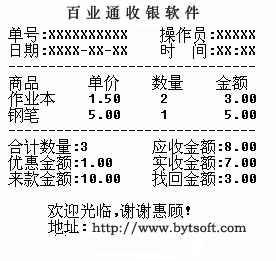 百业通收银软件
单号:XXXXXXXXXX 操作员:XXXXX
日期:XXXX-XX-XX 时 间:XX:XX
商品 单价 数量 金额
作业本 1.50 2 3.00
钢笔 5.00 1 5.00
合计数量:3 应收金额:8.00
优惠金额:1.00 实收金额:7.00
来款金额:10.00 找回金额:3.00
欢迎光临,谢谢惠顾!
地址:http://www.bytsoft.com